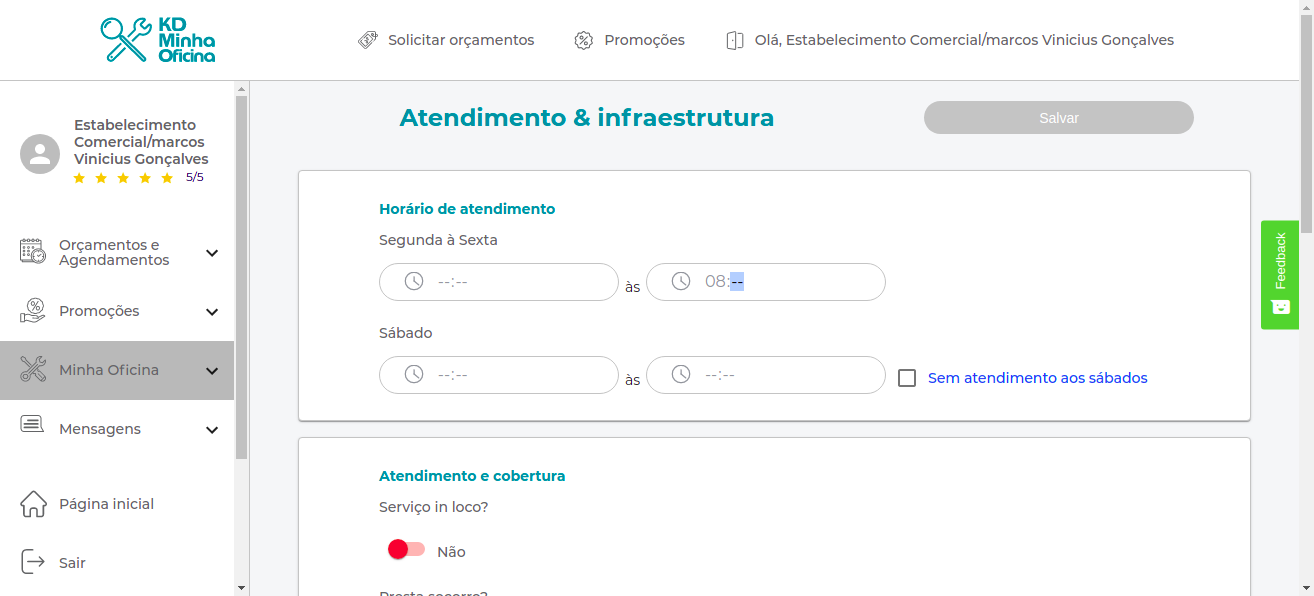 KD
Minha
Oficina
Solicitar orçamentos
Promoções
Olá, Estabelecimento Comercial/marcos Vinicius Gonçalves
Estabelecimento
Comercial/marcos
Vinicius Gonçalves
5/5
Orçamentos e
Agendamentos
Promoções
Minha Oficina
Mensagens
Página inicial
Sair
Atendimento & infraestrutura
Salvar
Horário de atendimento
Segunda à Sexta
--:-- às 08:--
Sábado
--:-- às --:-- Sem atendimento aos sábados
Atendimento e cobertura
Serviço in loco?
Não
Presta socorro?
Feedback